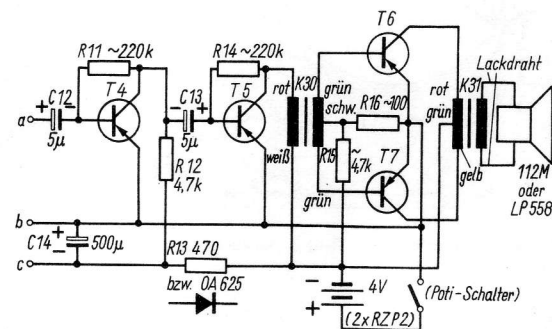 R11 ~220k
R14 ~220k
T6
Lackdraht
C12
T4
C13
T5
rot
K30
grün
schw.
R16 ~100
rot
K31
grün
a
5µ
5µ
R12
4,7k
weiß
R15
~
4,7k
T7
gelb
grün
112M
oder
LP 558
b
C14
500µ
c
R13 470
bzw. OA 625
4V
(2x RZP2)
(Poti-Schalter)